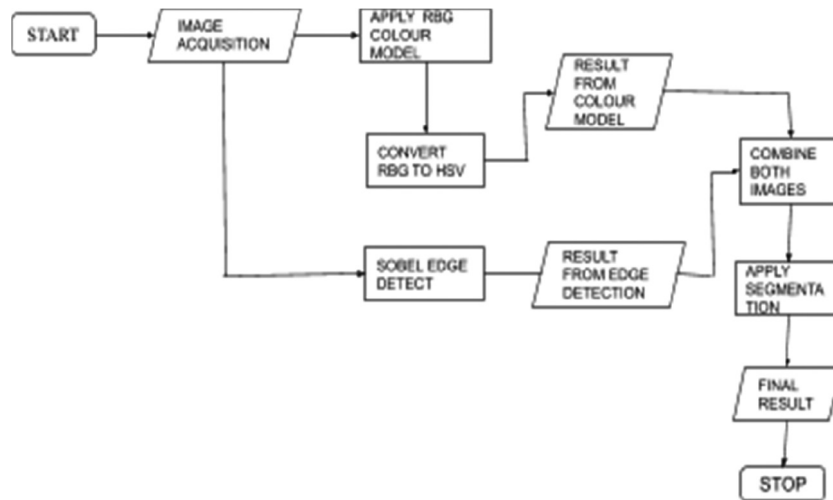 START
IMAGE
ACQUISITION
APPLY RBG
COLOUR
MODEL
CONVERT
RBG TO HSV
RESULT
FROM
COLOUR
MODEL
COMBINE
BOTH
IMAGES
SOBEL EDGE
DETECT
RESULT
FROM EDGE
DETECTION
APPLY
SEGMENTA
TION
FINAL
RESULT
STOP